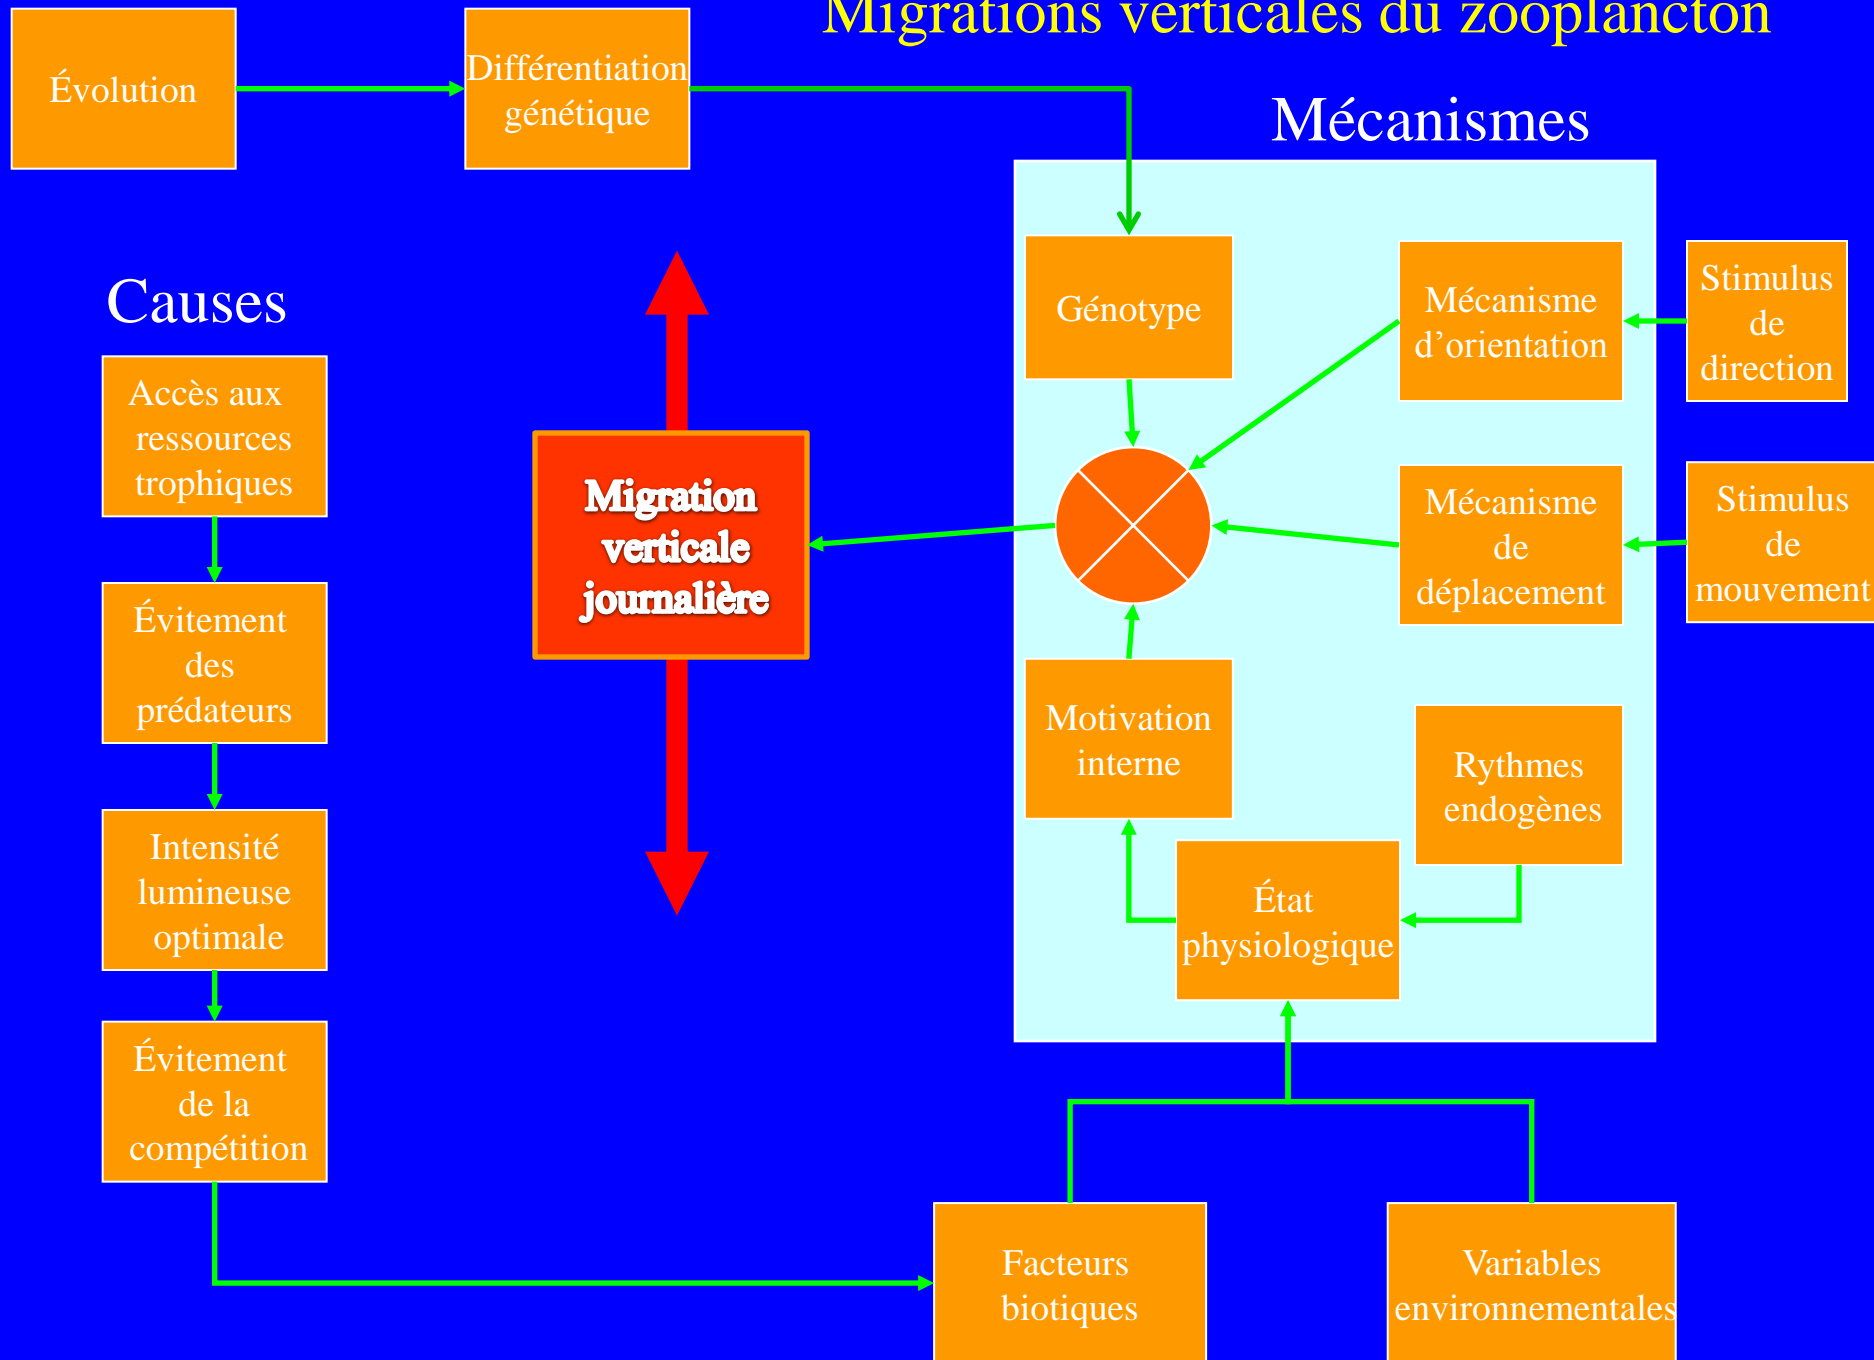 Migrations verticales du zooplancton
Évolution
Différentiation
génétique
Mécanismes
Causes
Accès aux
ressources
trophiques
Évitement
des
prédateurs
Intensité
lumineuse
optimale
Évitement
de la
compétition
Migration
verticale
journalière
Génotype
Mécanisme
d’orientation
Stimulus
de
direction
Mécanisme
de
déplacement
Stimulus
de
mouvement
Motivation
interne
Rythmes
endogènes
État
physiologique
Facteurs
biotiques
Variables
environnementales